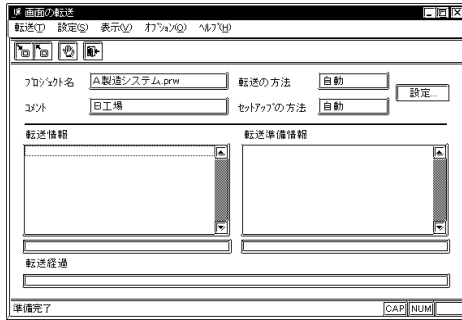 画面の転送
転送(T) 設定(S) 表示(V) オプション(O) ヘルプ(H)
プロジェクト名 A製造システム.prw 転送の方法 自動 設定...
コメント B工場 セットアップの方法 自動
転送情報 転送準備情報
転送経過
準備完了 CAP NUM